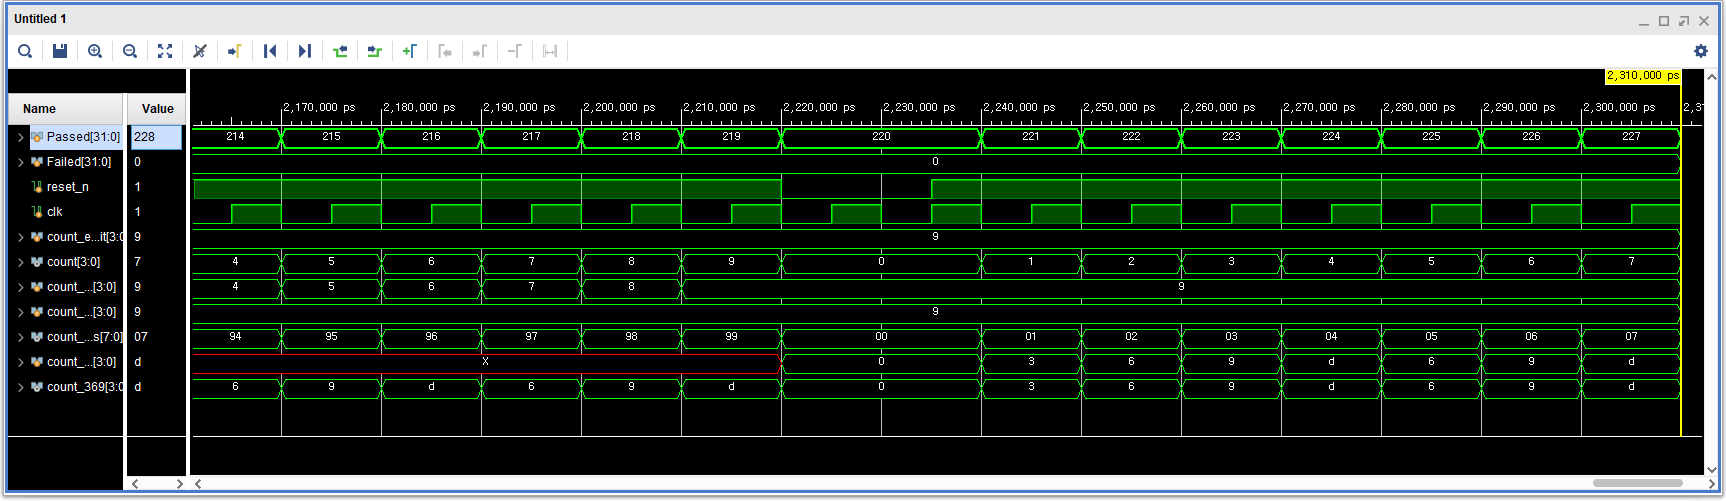 Untitled 1
2,310,000 ps
Name Value
2,170,000 ps 2,180,000 ps 2,190,000 ps 2,200,000 ps 2,210,000 ps 2,220,000 ps 2,230,000 ps 2,240,000 ps 2,250,000 ps 2,260,000 ps 2,270,000 ps 2,280,000 ps 2,290,000 ps 2,300,000 ps
Passed[31:0] 228 214 215 216 217 218 219 220 221 222 223 224 225 226 227
Failed[31:0] 0 0
reset_n 1
clk 1
count_e...it[3:0 9 9
count[3:0] 7 4 5 6 7 8 9 0 1 2 3 4 5 6 7
count_...[3:0] 9 4 5 6 7 8 9
count_...[3:0] 9 9
count_...s[7:0] 07 94 95 96 97 98 99 00 01 02 03 04 05 06 07
count_...[3:0] d X 0 3 6 9 d 6 9 d
count_369[3:0 d 6 9 d 6 9 d 0 3 6 9 d 6 9 d